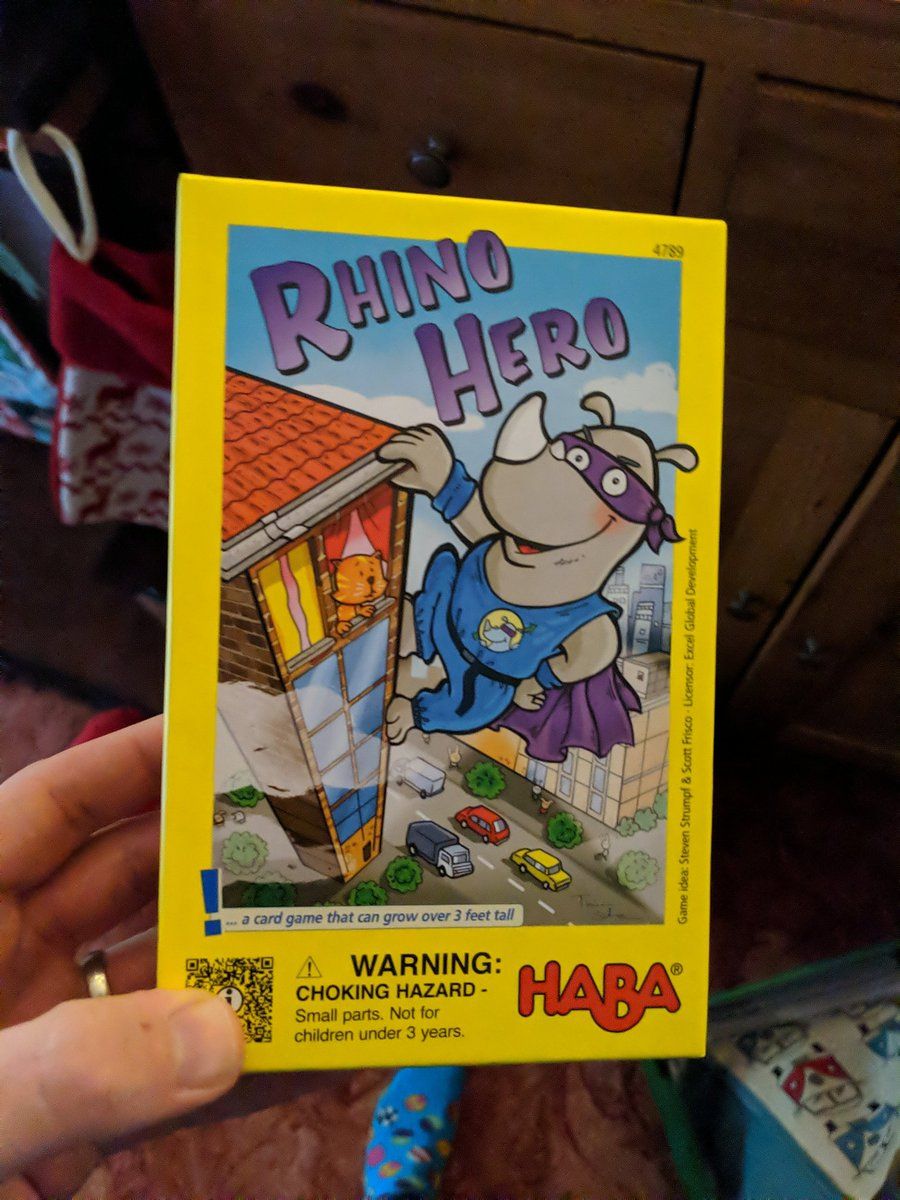 4789
RHINO
HERO
Game idea: Steven Strumpf & Scott Frisco · Licensor: Excel Global Development
! ... a card game that can grow over 3 feet tall
WARNING:
CHOKING HAZARD -
Small parts. Not for
children under 3 years.
HABA®